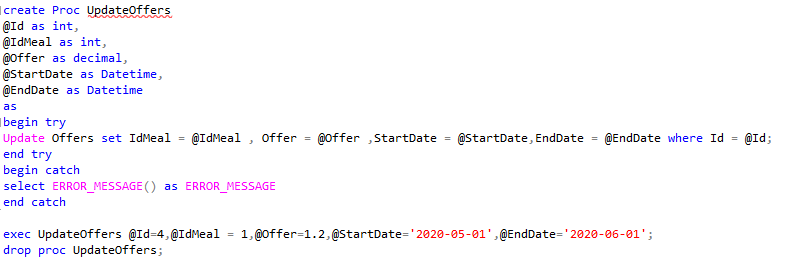 create Proc UpdateOffers
@Id as int,
@IdMeal as int,
@Offer as decimal,
@StartDate as Datetime,
@EndDate as Datetime
as
begin try
Update Offers set IdMeal = @IdMeal , Offer = @Offer ,StartDate = @StartDate,EndDate = @EndDate where Id = @Id;
end try
begin catch
select ERROR_MESSAGE() as ERROR_MESSAGE
end catch
exec UpdateOffers @Id=4,@IdMeal = 1,@Offer=1.2,@StartDate='2020-05-01',@EndDate='2020-06-01';
drop proc UpdateOffers;